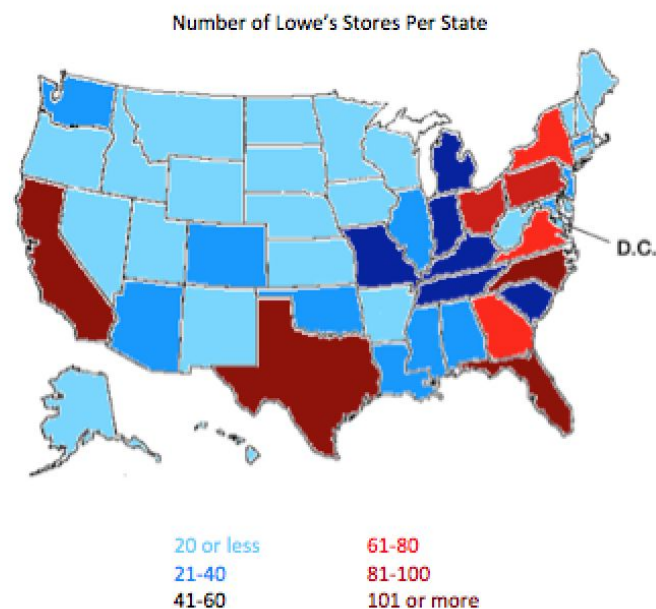 Number of Lowe's Stores Per State
D.C.
20 or less
61-80
21-40
81-100
41-60
101 or more